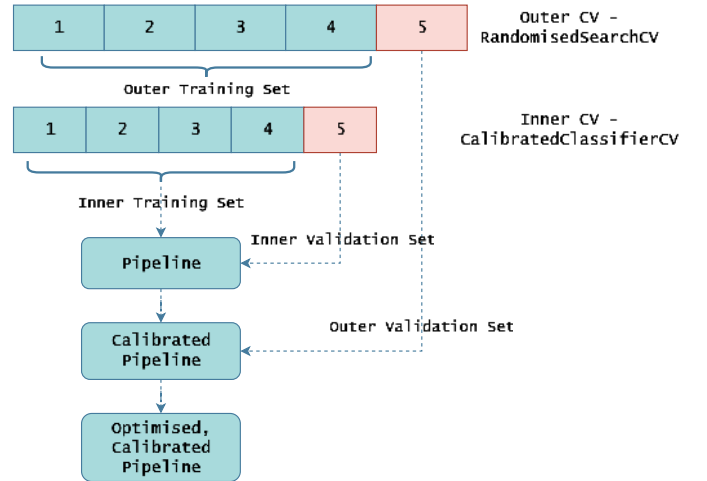 1 2 3 4 5
Outer CV -
RandomisedSearchCV
Outer Training Set
1 2 3 4 5
Inner CV -
CalibratedClassifierCV
Inner Training Set
Inner Validation Set
Pipeline
Outer Validation Set
Calibrated
Pipeline
Optimised,
Calibrated
Pipeline